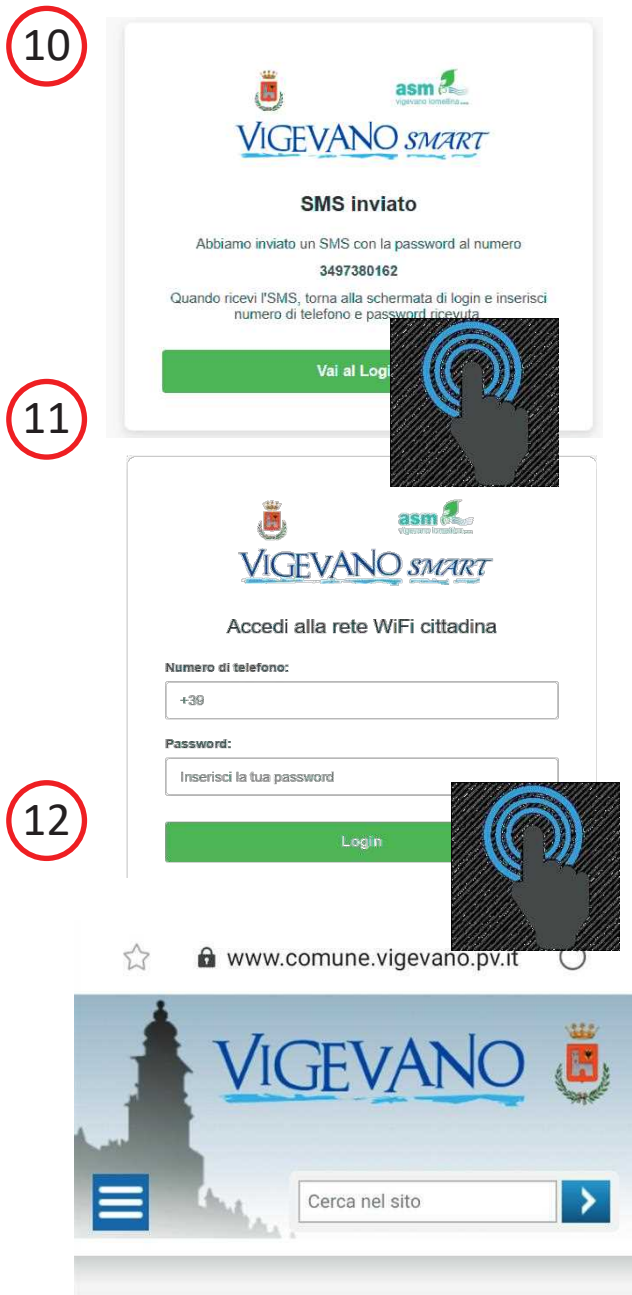 10
asm
vigevano lomellina
VIGEVANO SMART
SMS inviato
Abbiamo inviato un SMS con la password al numero
3497380162
Quando ricevi l'SMS, torna alla schermata di login e inserisci
numero di telefono e password ricevuta
Vai al Logi
11
asm
vigevano lomellina
VIGEVANO SMART
Accedi alla rete WiFi cittadina
Numero di telefono:
+39
Password:
Inserisci la tua password
12
Login
www.comune.vigevano.pv.it
VIGEVANO
Cerca nel sito